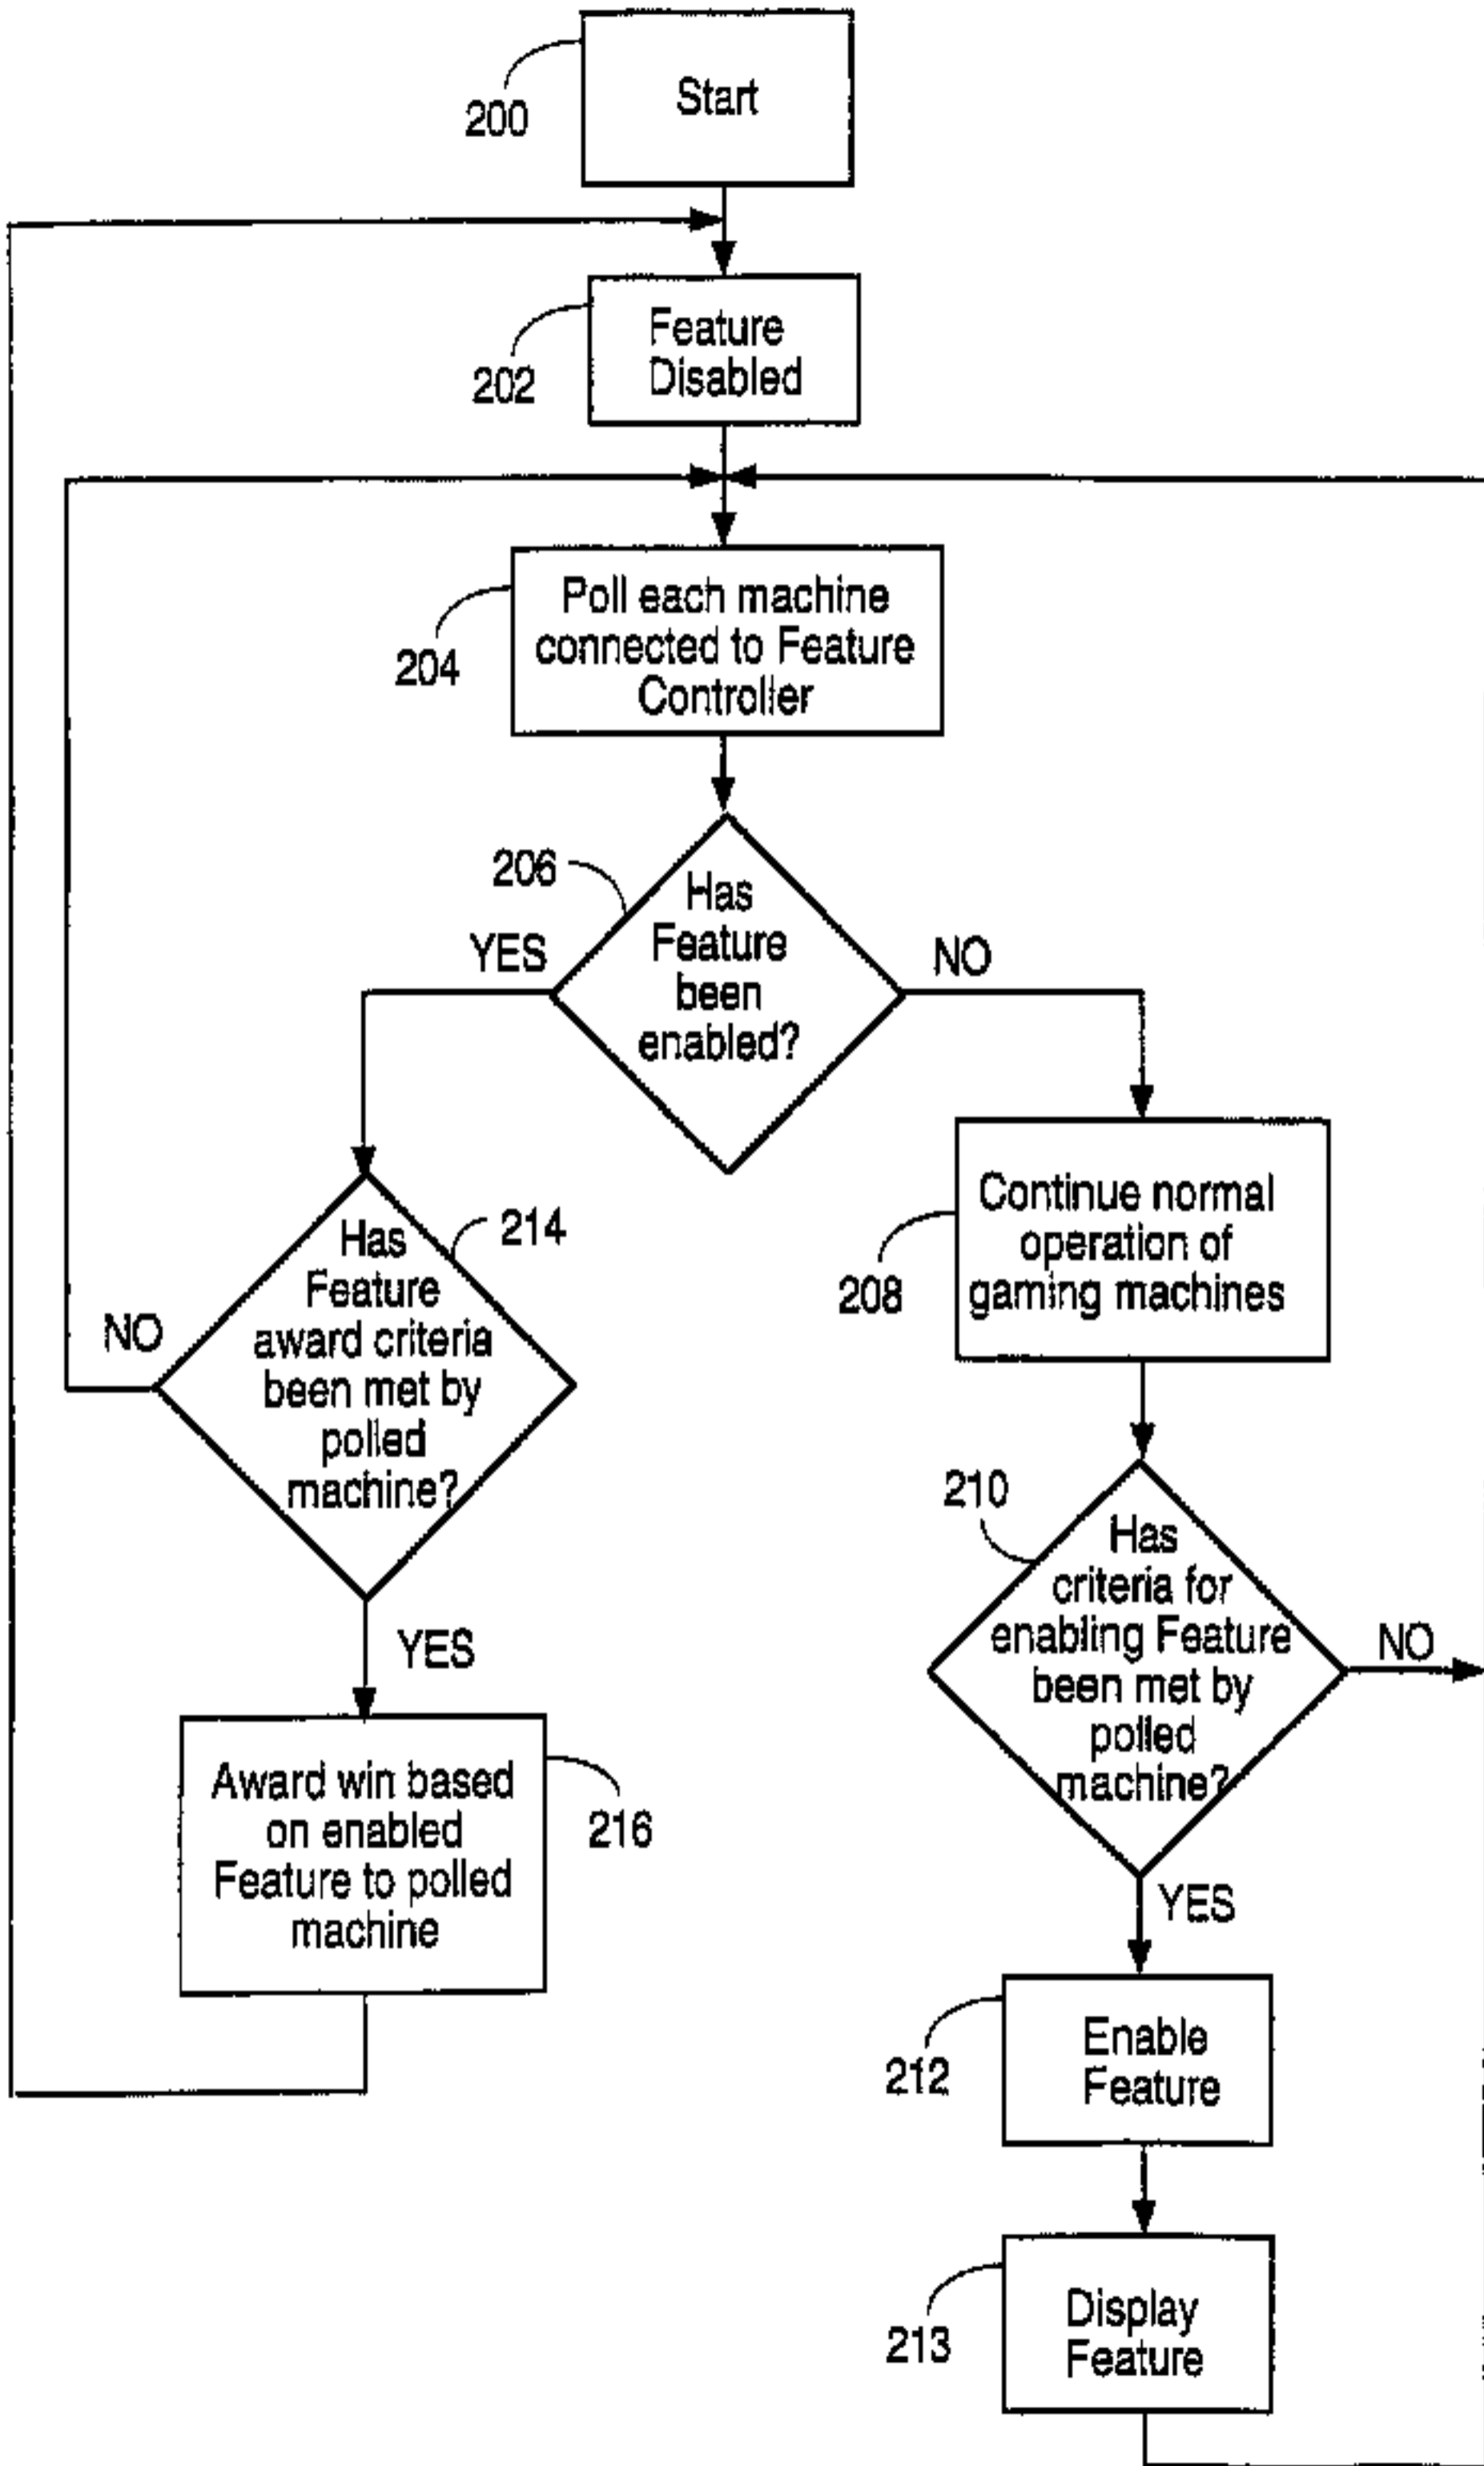 Start
200
Feature
Disabled
202
Poll each machine
connected to Feature
Controller
204
206
Has
Feature
been
enabled?
YES
NO
Continue normal
operation of
gaming machines
208
Has
Feature
award criteria
been met by
polled
machine?
214
NO
YES
210
Has
criteria for
enabling Feature
been met by
polled
machine?
NO
YES
Award win based
on enabled
Feature to polled
machine
216
Enable
Feature
212
Display
Feature
213